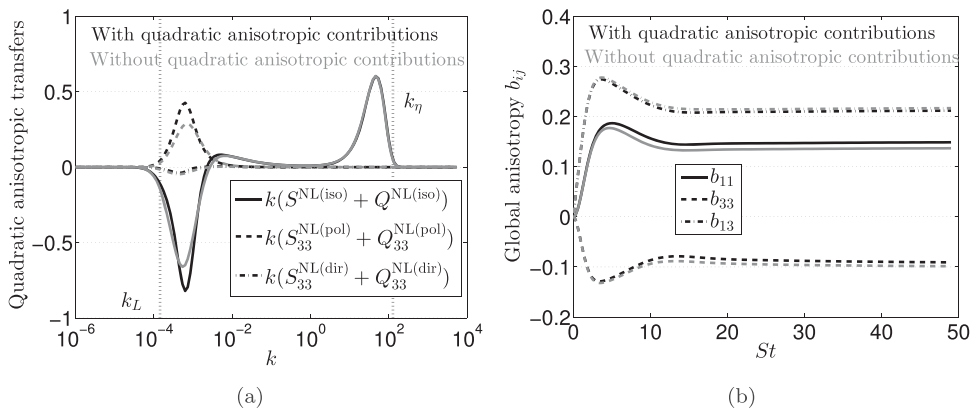 Quadratic anisotropic transfers
1
0.5
0
−0.5
−1
With quadratic anisotropic contributions
Without quadratic anisotropic contributions
k_η
k_L
k(S^NL(iso) + Q^NL(iso))
k(S_33^NL(pol) + Q_33^NL(pol))
k(S_33^NL(dir) + Q_33^NL(dir))
10^−6 10^−4 10^−2 10^0 10^2 10^4
k
(a)
Global anisotropy b_ij
0.4
0.3
0.2
0.1
0
−0.1
−0.2
With quadratic anisotropic contributions
Without quadratic anisotropic contributions
b_11
b_33
b_13
0 10 20 30 40 50
St
(b)